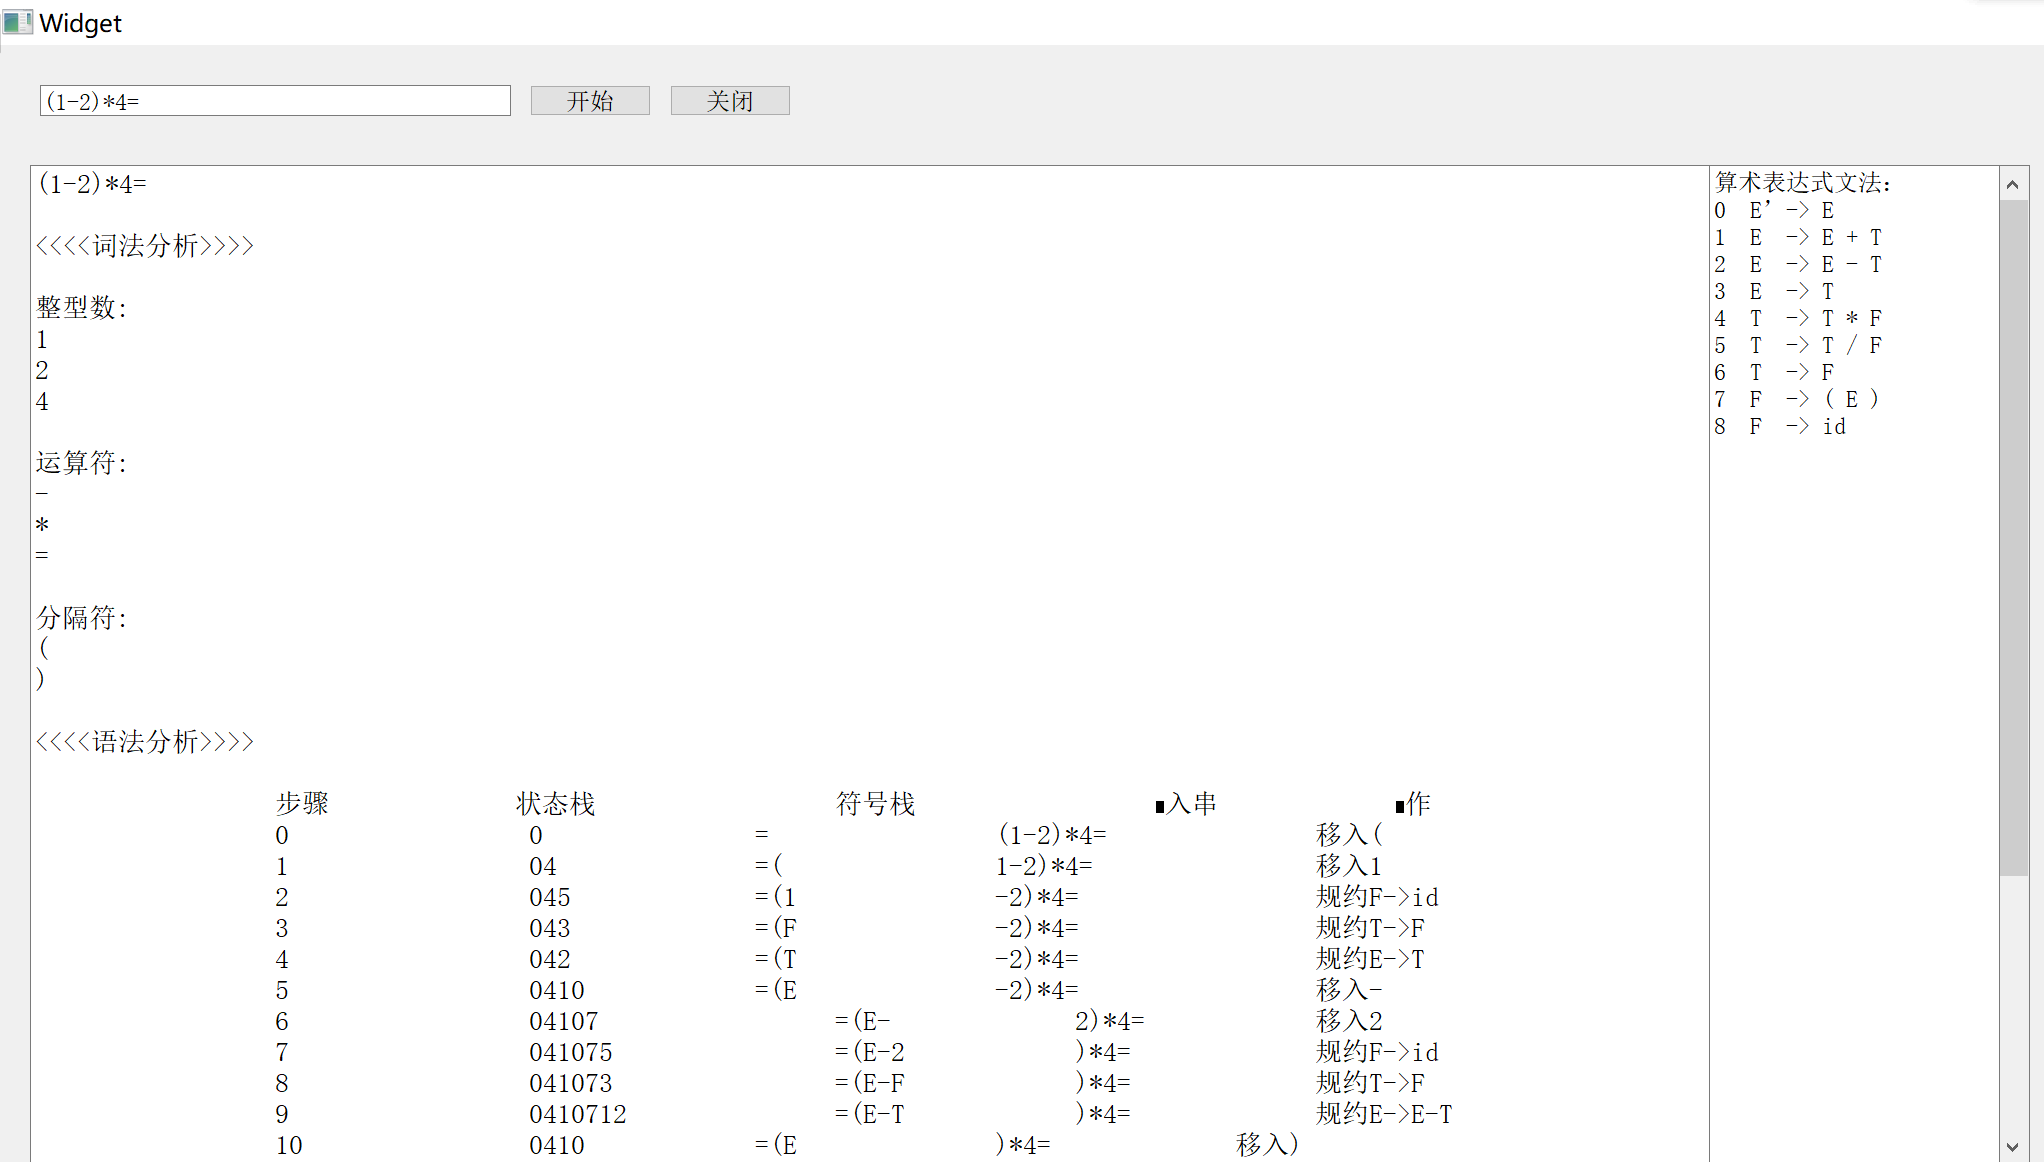 Widget
(1-2)*4=
开始 关闭
(1-2)*4=
<<<<词法分析>>>>
整型数:
1
2
4
运算符:
-
*
=
分隔符:
(
)
<<<<语法分析>>>>
步骤 状态栈 符号栈 ▪入串 ▪作
0 0 = (1-2)*4= 移入(
1 04 =( 1-2)*4= 移入1
2 045 =(1 -2)*4= 规约F->id
3 043 =(F -2)*4= 规约T->F
4 042 =(T -2)*4= 规约E->T
5 0410 =(E -2)*4= 移入-
6 04107 =(E- 2)*4= 移入2
7 041075 =(E-2 )*4= 规约F->id
8 041073 =(E-F )*4= 规约T->F
9 0410712 =(E-T )*4= 规约E->E-T
10 0410 =(E )*4= 移入)
算术表达式文法:
0 E' -> E
1 E -> E + T
2 E -> E - T
3 E -> T
4 T -> T * F
5 T -> T / F
6 T -> F
7 F -> ( E )
8 F -> id